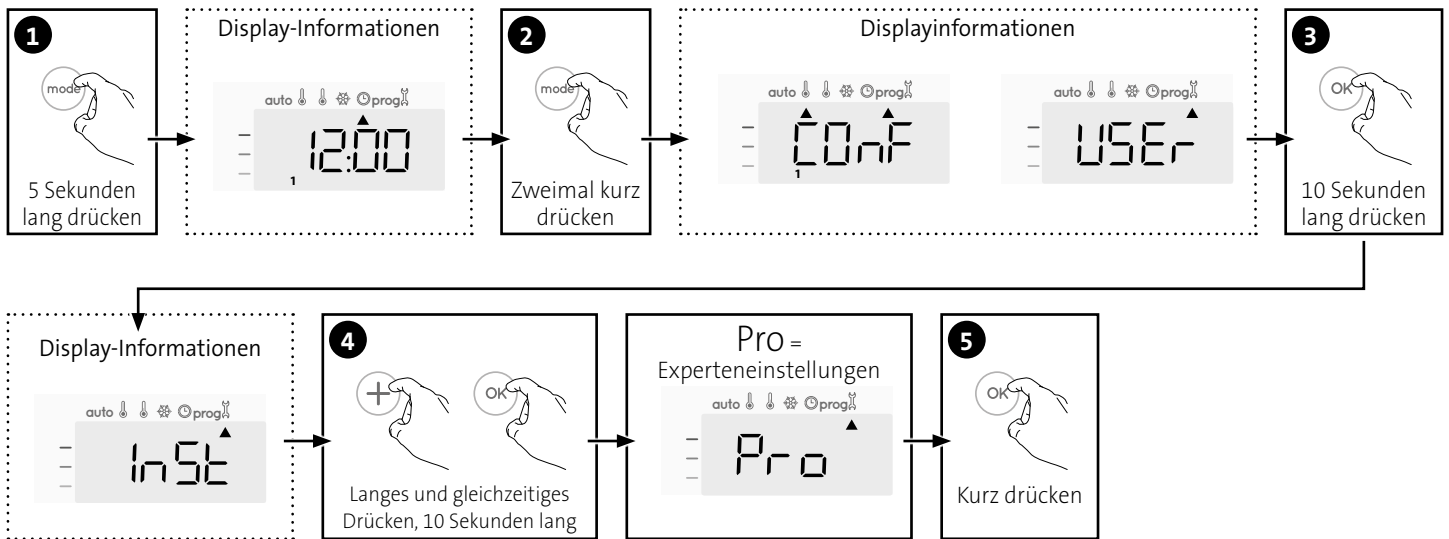 1
mode
5 Sekunden
lang drücken
Display-Informationen
auto prog
12:00
1
2
mode
Zweimal kurz
drücken
Displayinformationen
auto prog
COnF
1
auto prog
USEr
3
OK
10 Sekunden
lang drücken
Display-Informationen
auto prog
InSt
4
+
OK
Langes und gleichzeitiges
Drücken, 10 Sekunden lang
Pro =
Experteneinstellungen
auto prog
Pro
5
OK
Kurz drücken